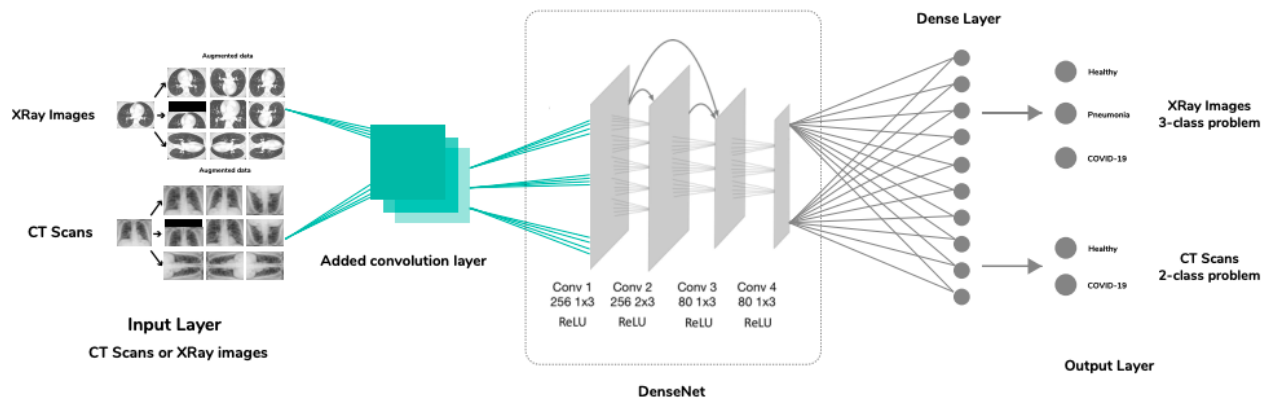 Augmented data
XRay Images
Augmented data
CT Scans
Input Layer
CT Scans or XRay images
Added convolution layer
Conv 1
256 1x3
ReLU
Conv 2
256 2x3
ReLU
Conv 3
80 1x3
ReLU
Conv 4
80 1x3
ReLU
DenseNet
Dense Layer
Healthy
Pneumonia
COVID-19
XRay Images
3-class problem
Healthy
COVID-19
CT Scans
2-class problem
Output Layer